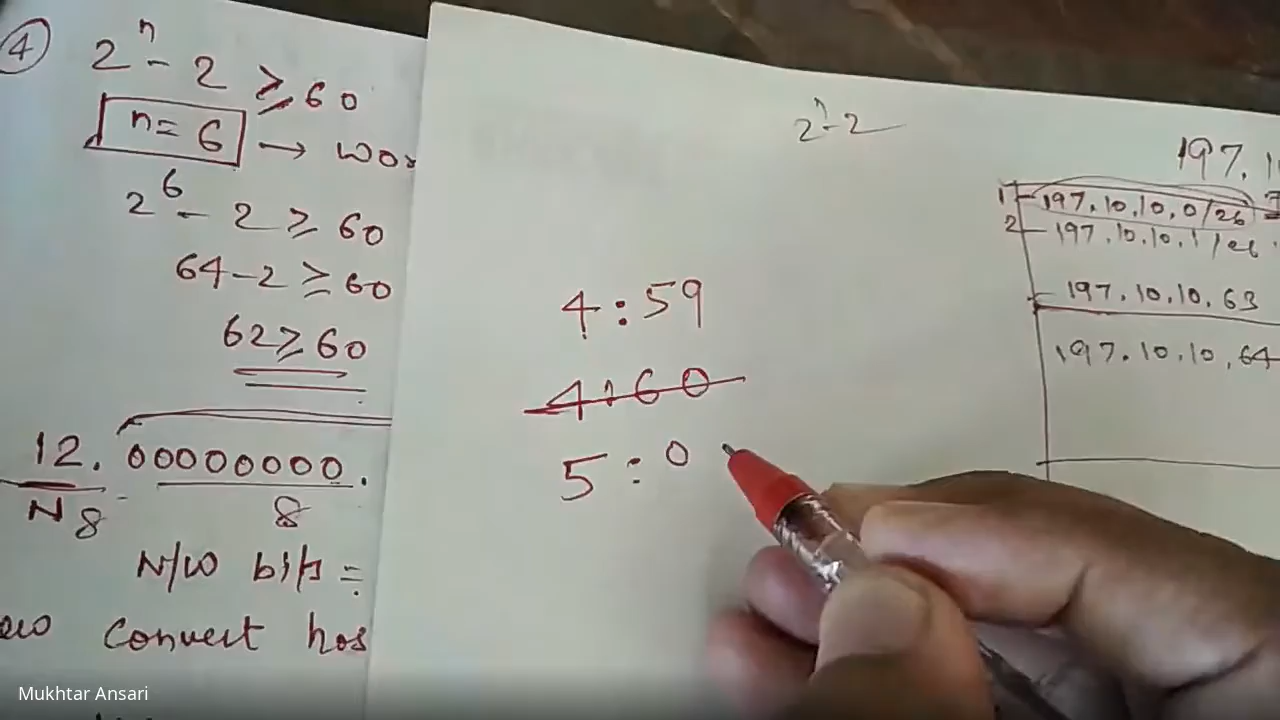 ④ 2ⁿ - 2 ≥ 60
n = 6 →
2⁶ - 2 ≥ 60
64 - 2 ≥ 60
62 ≥ 60
12. 00000000.
N 8 8
N/W bits =
convert hos
2ⁿ-2
4:59
4:60
5:0
197.1
1 197.10.10.0/26
2 197.10.10.1/26
197.10.10.63
197.10.10.64
Mukhtar Ansari